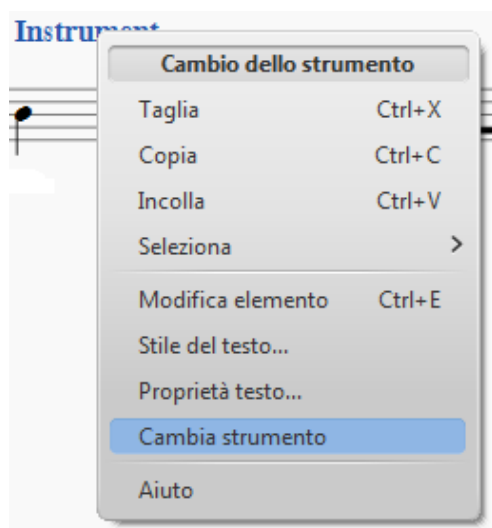 Instrument
Cambio dello strumento
Taglia Ctrl+X
Copia Ctrl+C
Incolla Ctrl+V
Seleziona >
Modifica elemento Ctrl+E
Stile del testo...
Proprietà testo...
Cambia strumento
Aiuto